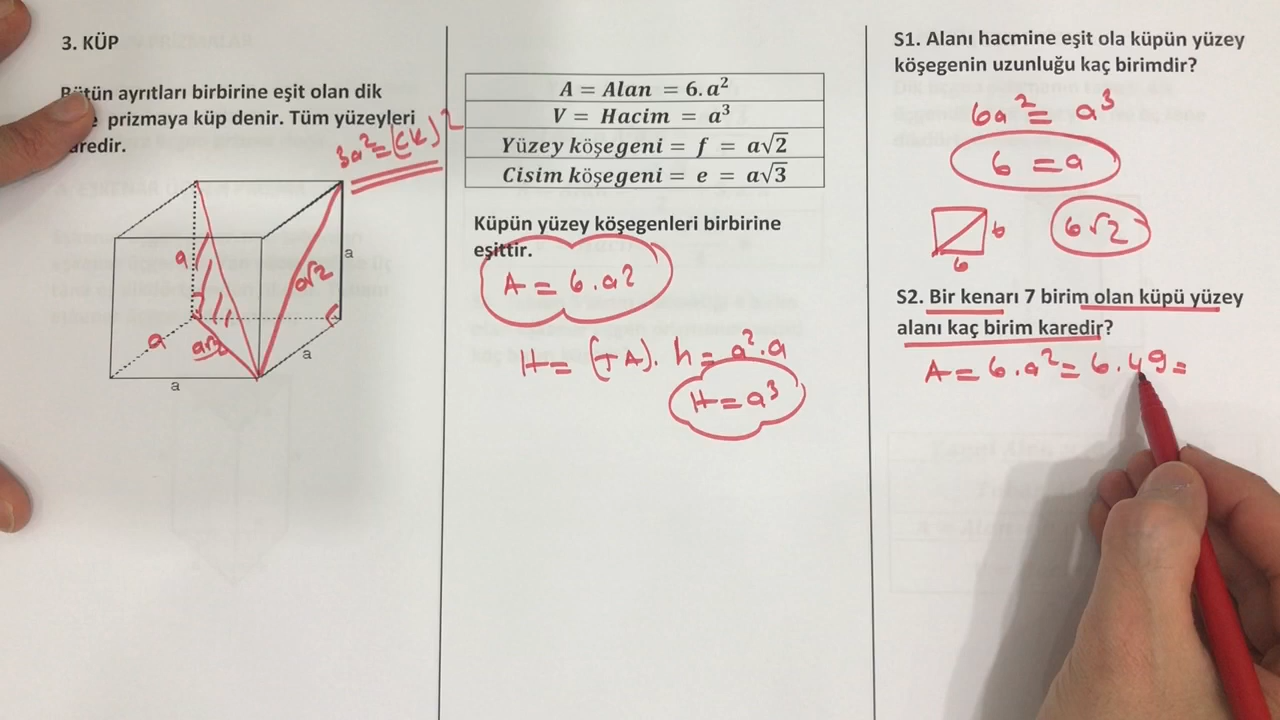 3. KÜP
Bütün ayrıtları birbirine eşit olan dik
prizmaya küp denir. Tüm yüzeyleri
karedir.
3a²=(CK)²
a
a√2
a
a
a√2
a
a
A = Alan = 6.a²
V = Hacim = a³
Yüzey köşegeni = f = a√2
Cisim köşegeni = e = a√3
Küpün yüzey köşegenleri birbirine
eşittir.
A = 6.a²
H = (TA). h = a².a
H = a³
S1. Alanı hacmine eşit ola küpün yüzey
köşegenin uzunluğu kaç birimdir?
6a² = a³
6 = a
6
6
6√2
S2. Bir kenarı 7 birim olan küpü yüzey
alanı kaç birim karedir?
A = 6.a² = 6.49 =